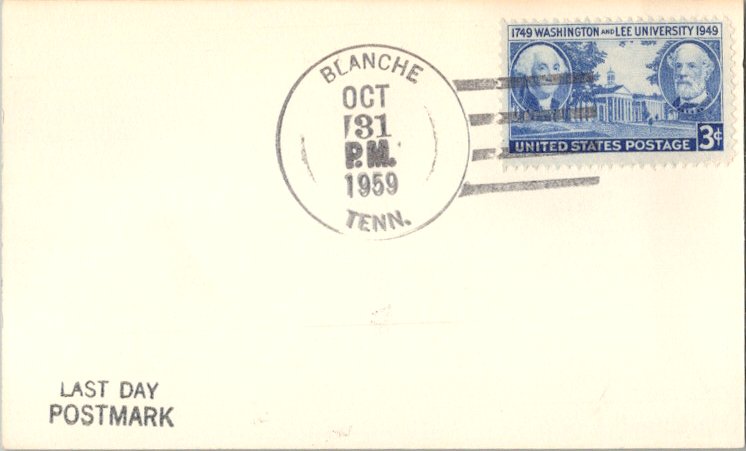 1749 WASHINGTON AND LEE UNIVERSITY 1949
UNITED STATES POSTAGE 3¢
BLANCHE
OCT
31
P.M.
1959
TENN.
LAST DAY
POSTMARK